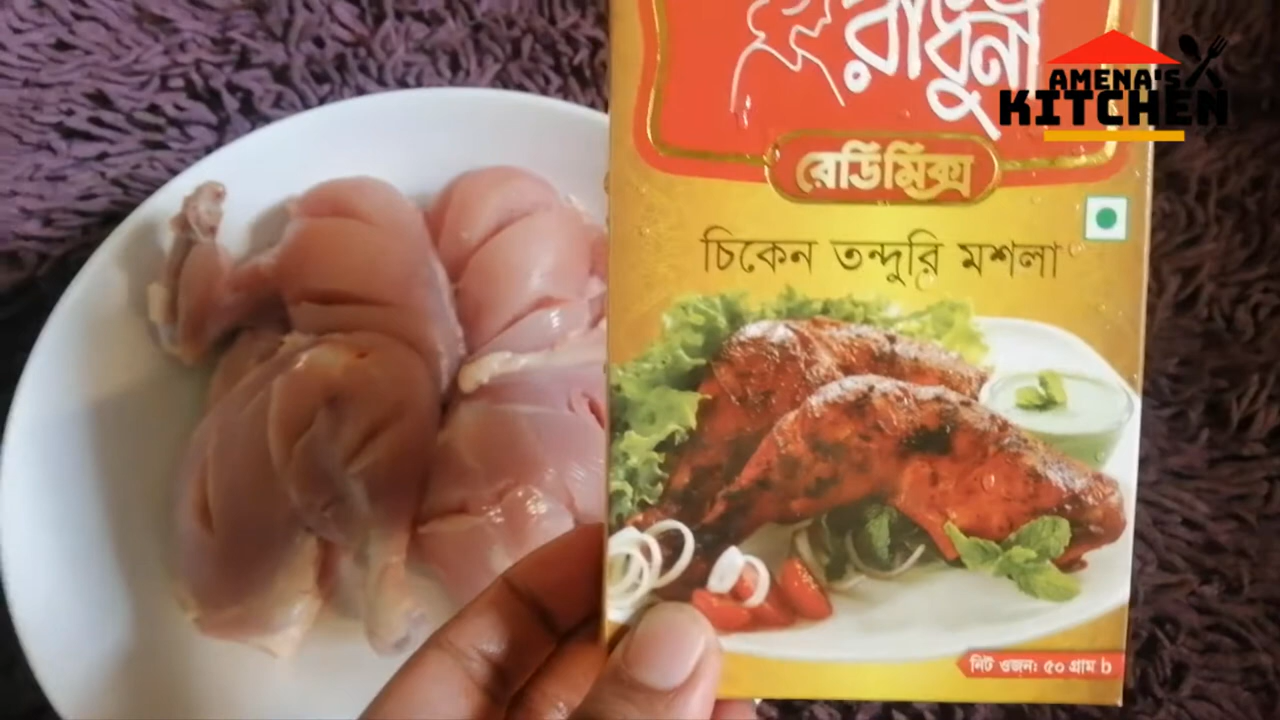 রাঁধুনী
AMENA'S
KITCHEN
রেডিমিক্স
চিকেন তন্দুরি মশলা
নিট ওজন: ৫০ গ্রাম